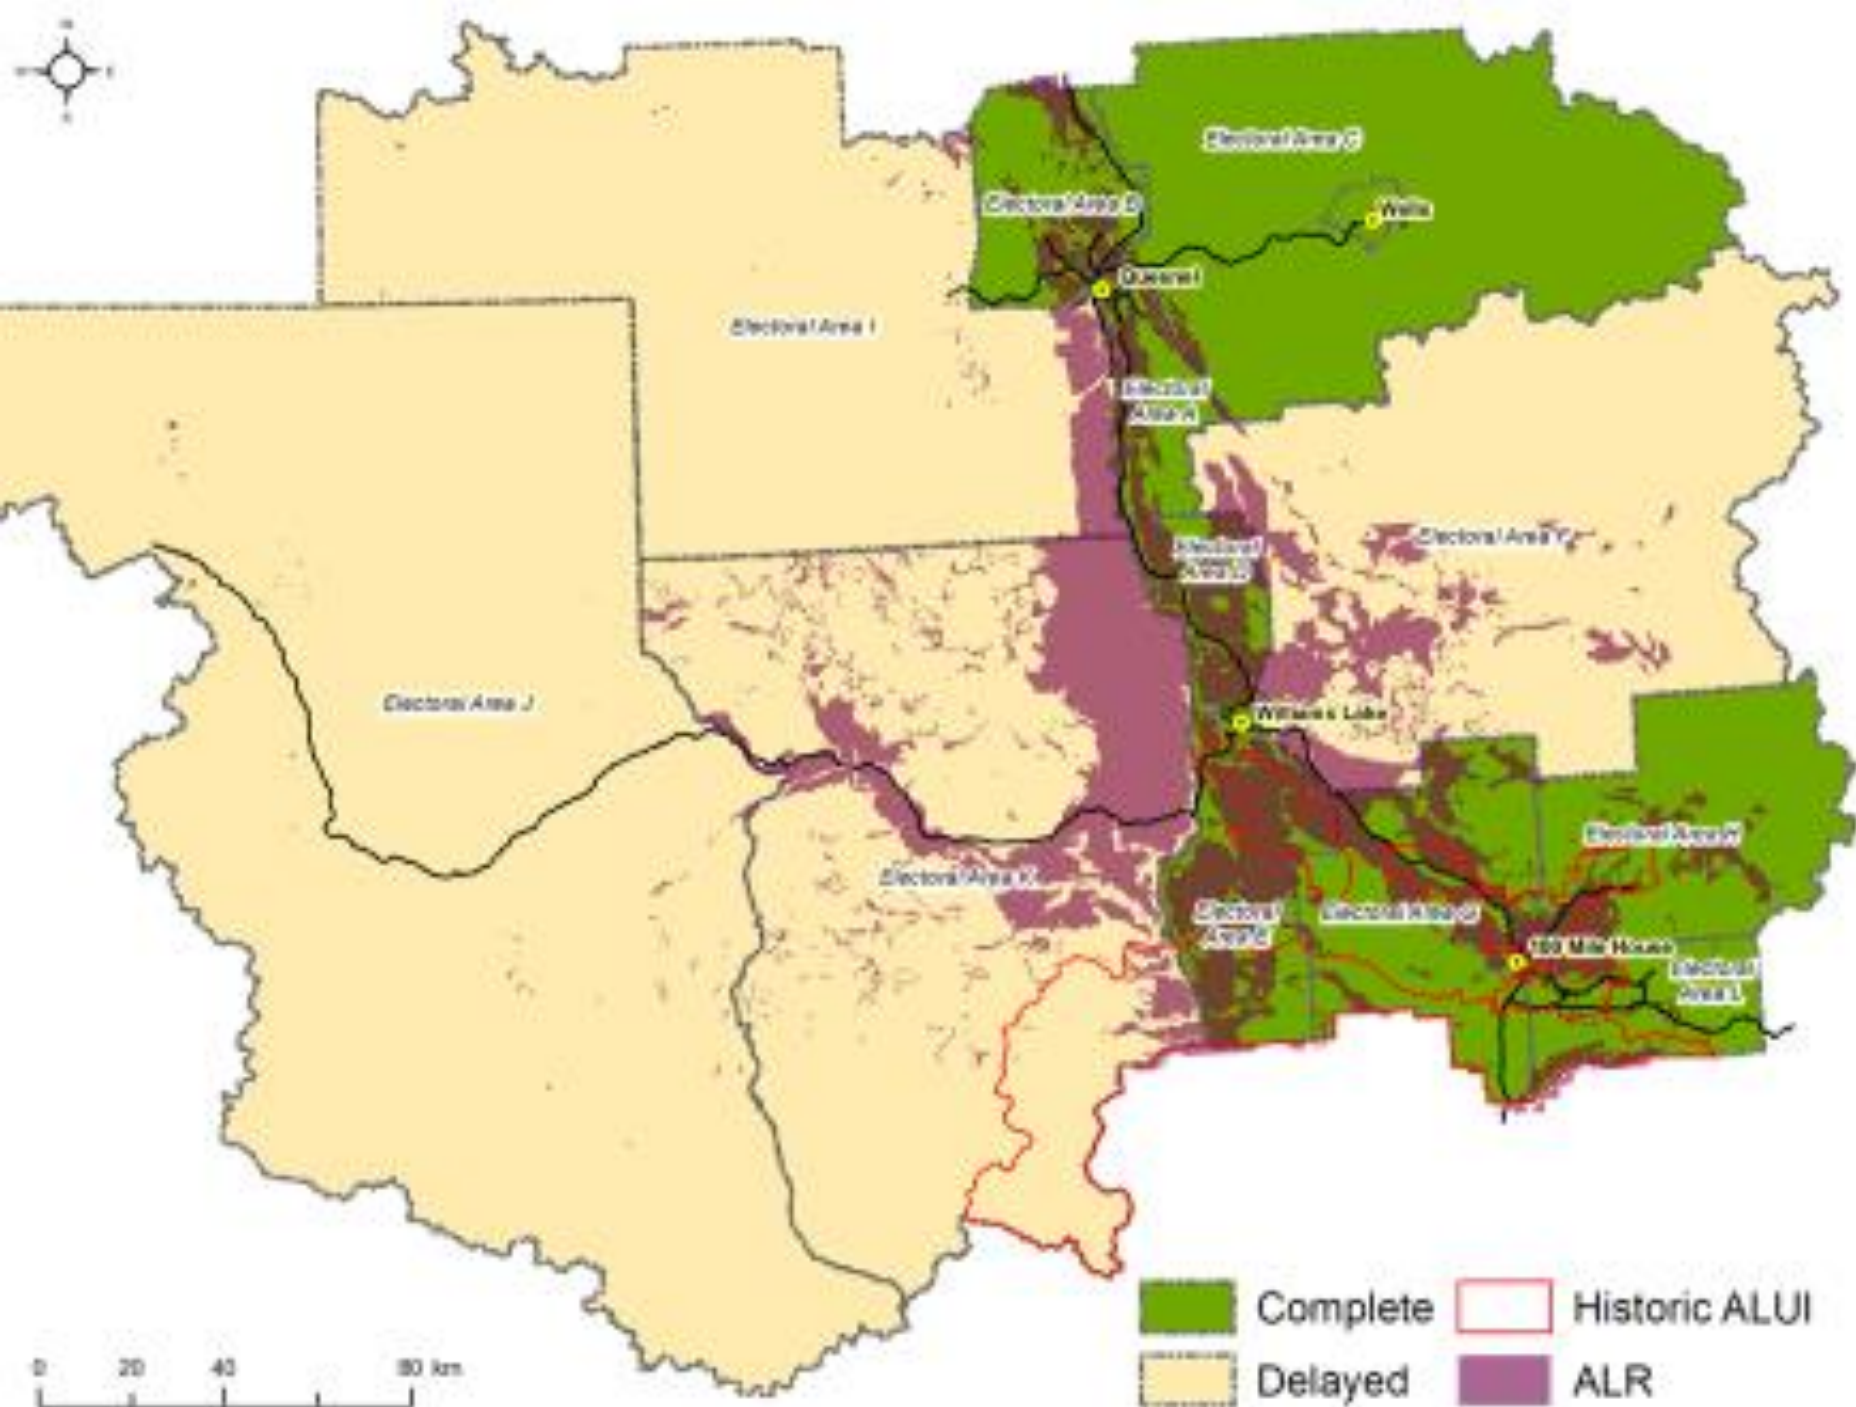 Electoral Area C
Electoral Area B
Wells
Quesnel
Electoral Area I
Electoral
Area A
Electoral Area F
Electoral
Area D
Electoral Area J
Williams Lake
Electoral Area H
Electoral Area K
Electoral
Area E
Electoral Area G
100 Mile House
Electoral
Area L
Complete
Historic ALUI
Delayed
ALR
0 20 40 80 km